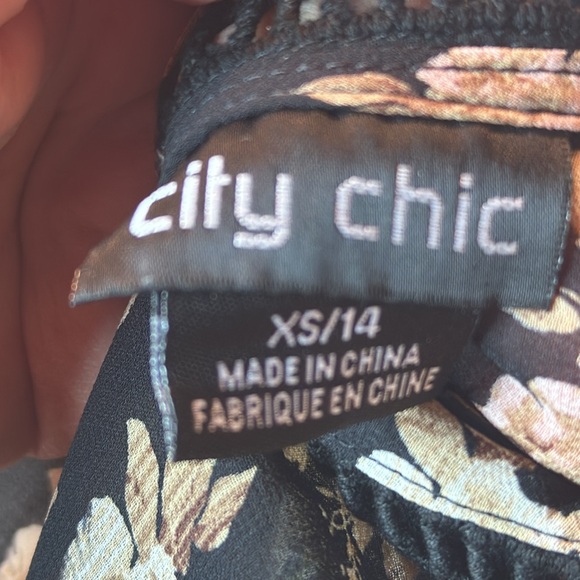 city chic
XS/14
MADE IN CHINA
FABRIQUE EN CHINE